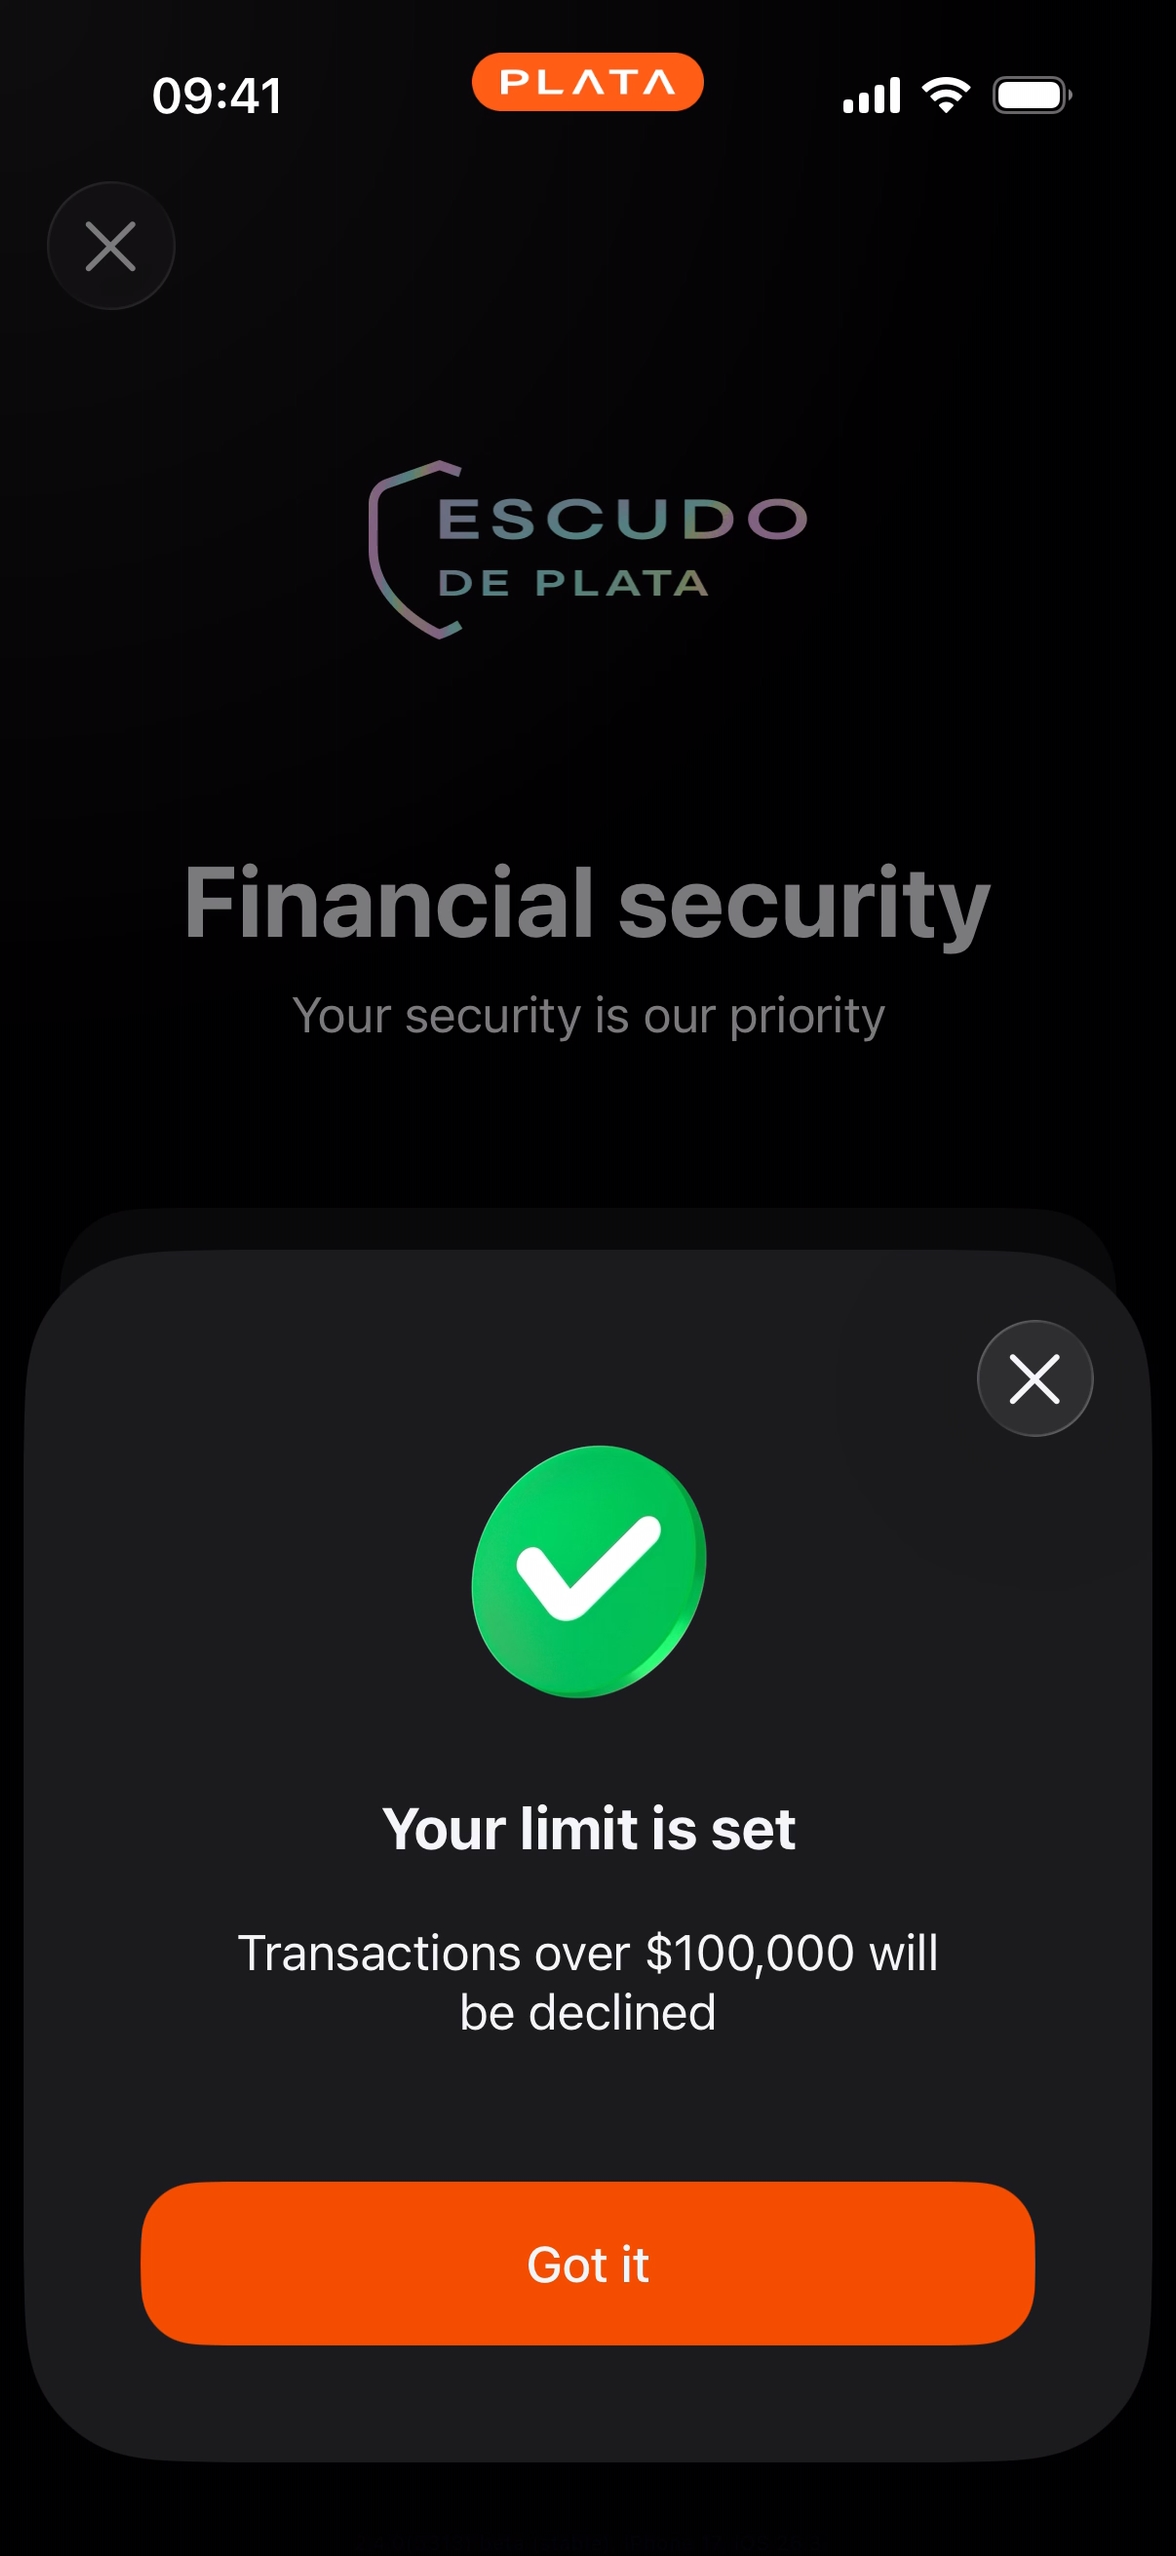 09:41
PLATA
ESCUDO
DE PLATA
Financial security
Your security is our priority
Your limit is set
Transactions over $100,000 will
be declined
Got it